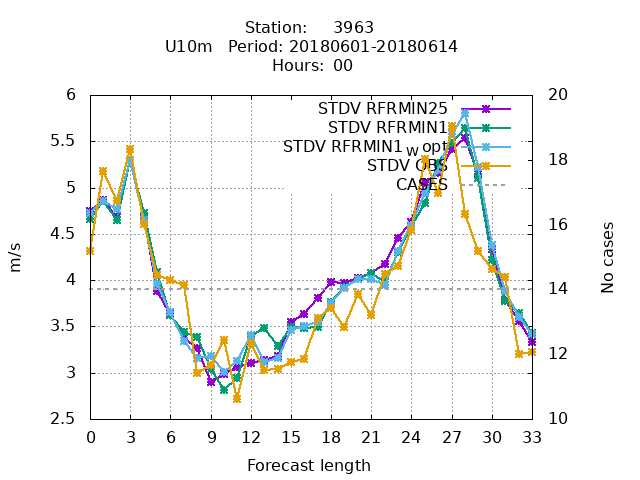 Station:     3963
U10m   Period: 20180601-20180614
Hours:  00
STDV RFRMIN25
STDV RFRMIN1
STDV RFRMIN1_w opt
STDV OBS
CASES
6
5.5
5
4.5
4
3.5
3
2.5
20
18
16
14
12
10
m/s
No cases
0 3 6 9 12 15 18 21 24 27 30 33
Forecast length